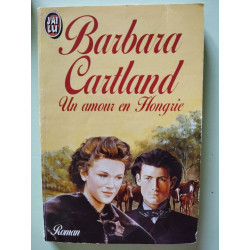 J'AI LU
Barbara
Cartland
Un amour en Hongrie
Roman